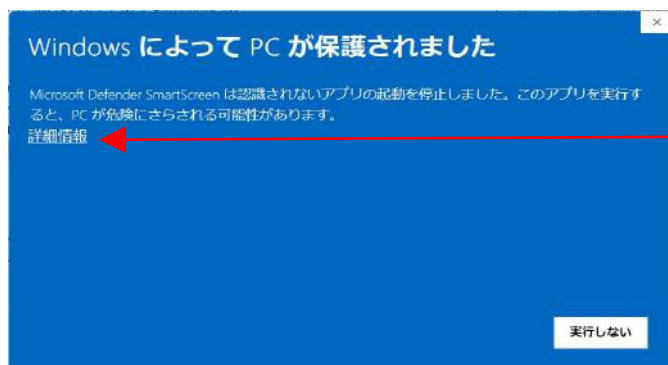 Windows によって PC が保護されました
Microsoft Defender SmartScreen は認識されないアプリの起動を停止しました。このアプリを実行す
ると、PC が危険にさらされる可能性があります。
詳細情報
実行しない